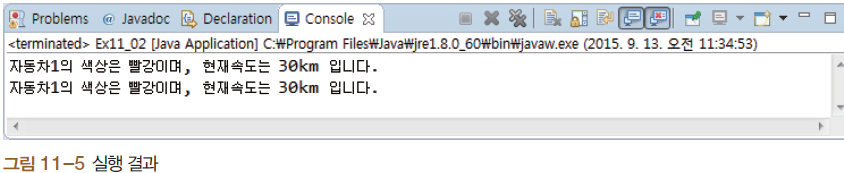 Problems @ Javadoc Declaration Console
<terminated> Ex11_02 [Java Application] C:₩Program Files₩Java₩jre1.8.0_60₩bin₩javaw.exe (2015. 9. 13. 오전 11:34:53)
자동차1의 색상은 빨강이며, 현재속도는 30km 입니다.
자동차1의 색상은 빨강이며, 현재속도는 30km 입니다.
그림 11-5 실행 결과